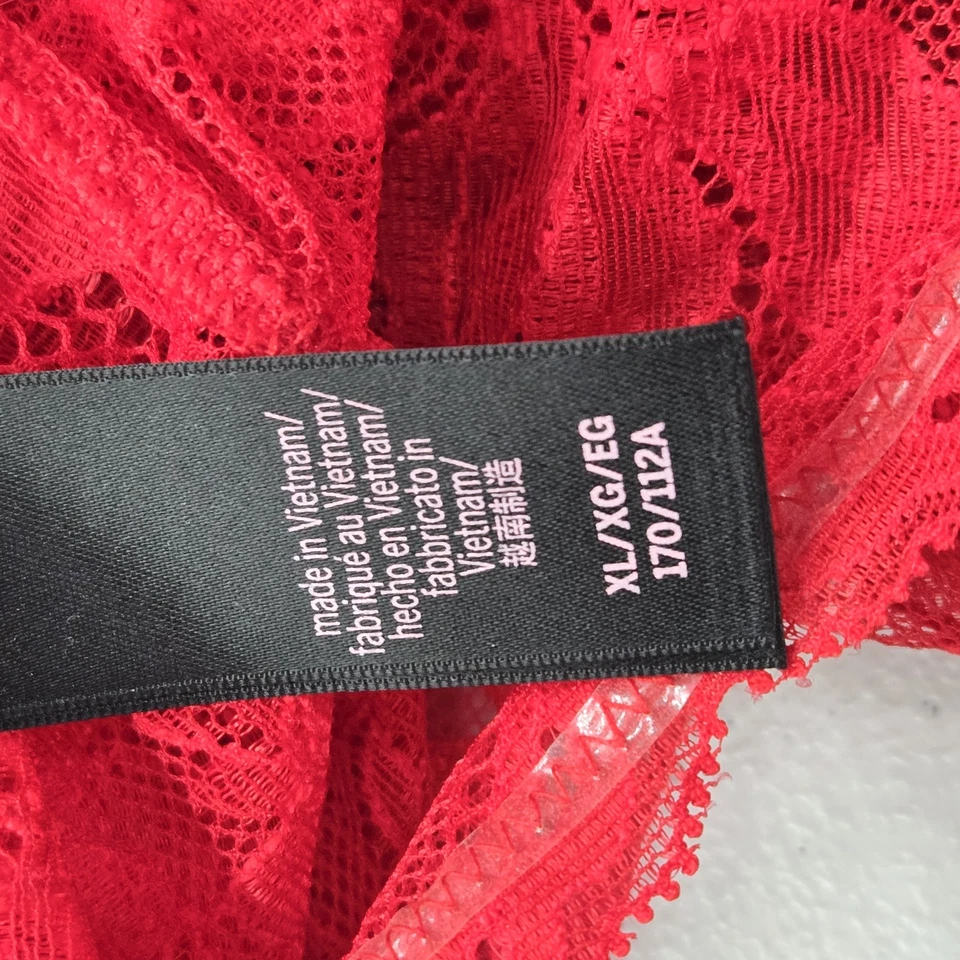 made in Vietnam/
fabriqué au Vietnam/
hecho en Vietnam/
fabbricato in
Vietnam/
越南制造
XL/XG/EG
170/112A